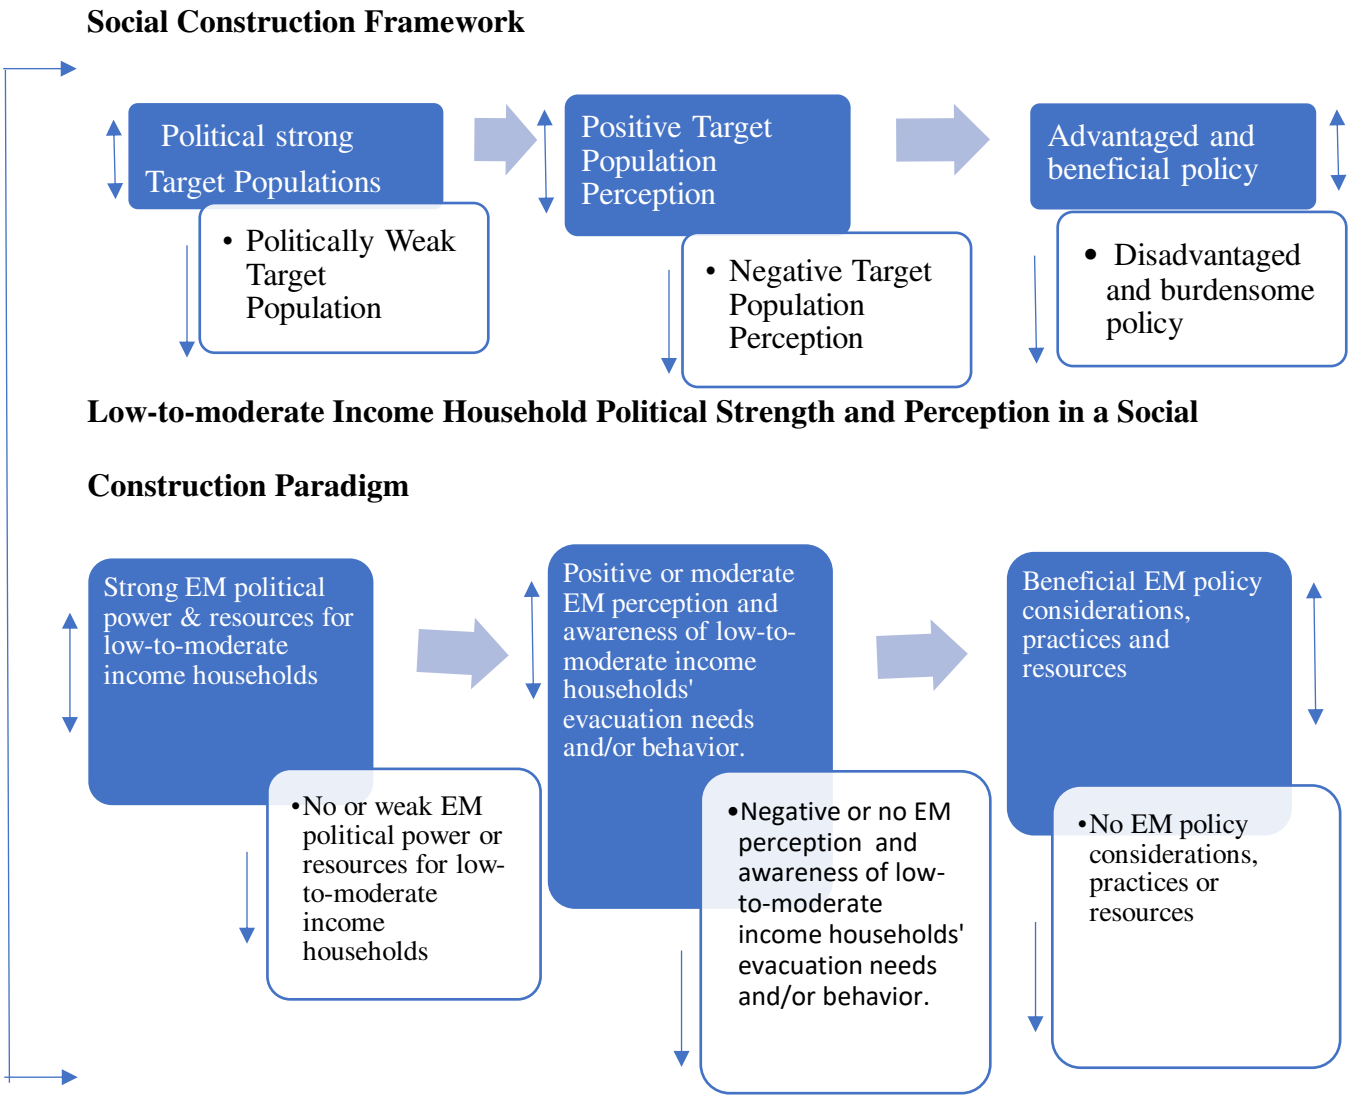 Social Construction Framework
Political strong
Target Populations
• Politically Weak
Target
Population
Positive Target
Population
Perception
• Negative Target
Population
Perception
Advantaged and
beneficial policy
• Disadvantaged
and burdensome
policy
Low-to-moderate Income Household Political Strength and Perception in a Social
Construction Paradigm
Strong EM political
power & resources for
low-to-moderate
income households
•No or weak EM
political power or
resources for low-
to-moderate
income
households
Positive or moderate
EM perception and
awareness of low-to-
moderate income
households'
evacuation needs
and/or behavior.
•Negative or no EM
perception and
awareness of low-
to-moderate
income households'
evacuation needs
and/or behavior.
Beneficial EM policy
considerations,
practices and
resources
•No EM policy
considerations,
practices or
resources